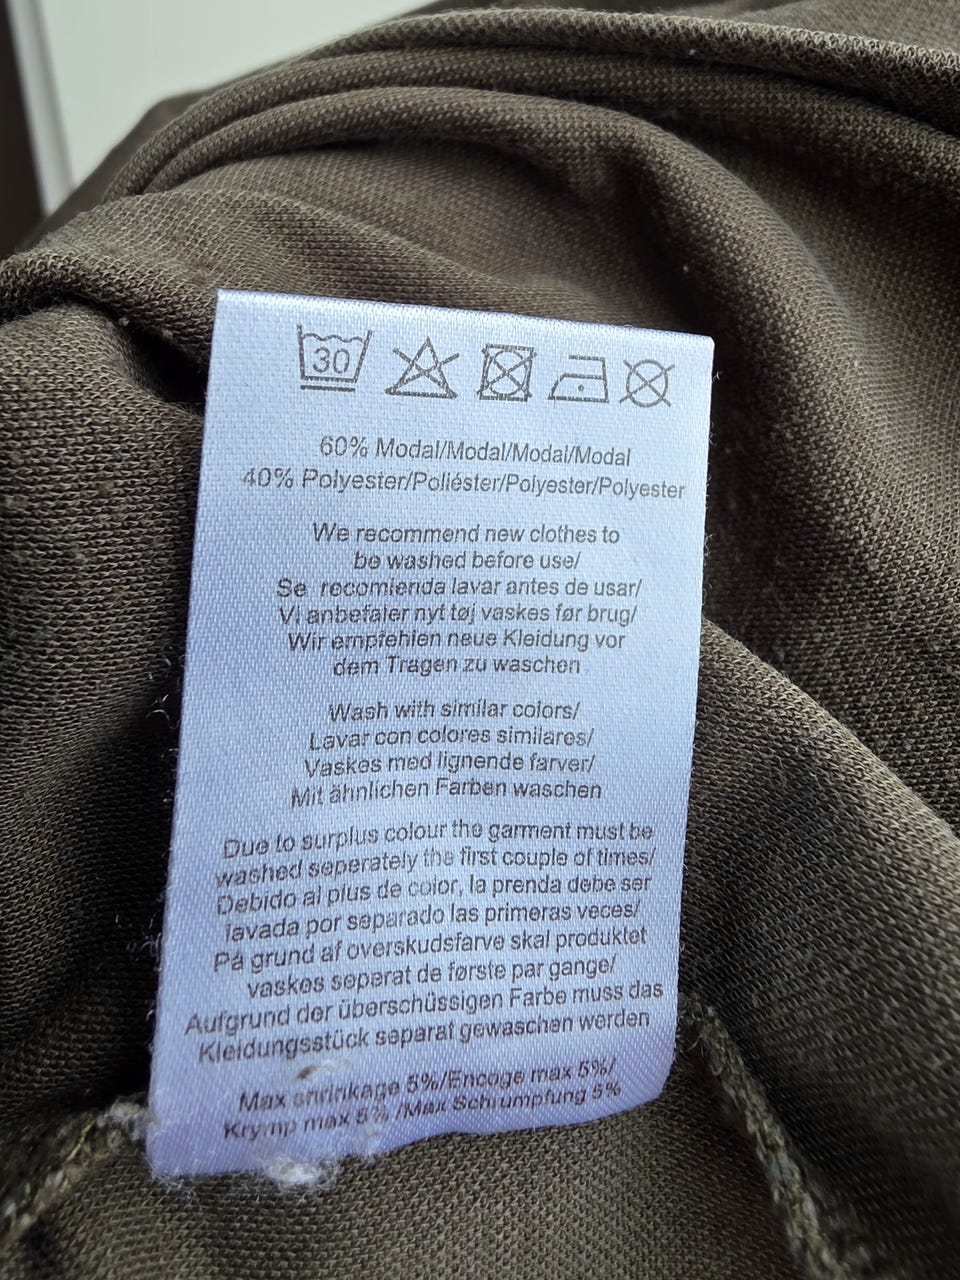 30
60% Modal/Modal/Modal/Modal
40% Polyester/Poliéster/Polyester/Polyester
We recommend new clothes to
be washed before use/
Se recomienda lavar antes de usar/
Vi anbefaler nyt tøj vaskes før brug/
Wir empfehlen neue Kleidung vor
dem Tragen zu waschen
Wash with similar colors/
Lavar con colores similares/
Vaskes med lignende farver/
Mit ähnlichen Farben waschen
Due to surplus colour the garment must be
washed seperately the first couple of times/
Debido al plus de color, la prenda debe ser
lavada por separado las primeras veces/
På grund af overskudsfarve skal produktet
vaskes seperat de første par gange/
Aufgrund der überschüssigen Farbe muss das
Kleidungsstück separat gewaschen werden
Max shrinkage 5%/Encoge max 5%/
Krymp max 5% /Max Schrumpfung 5%